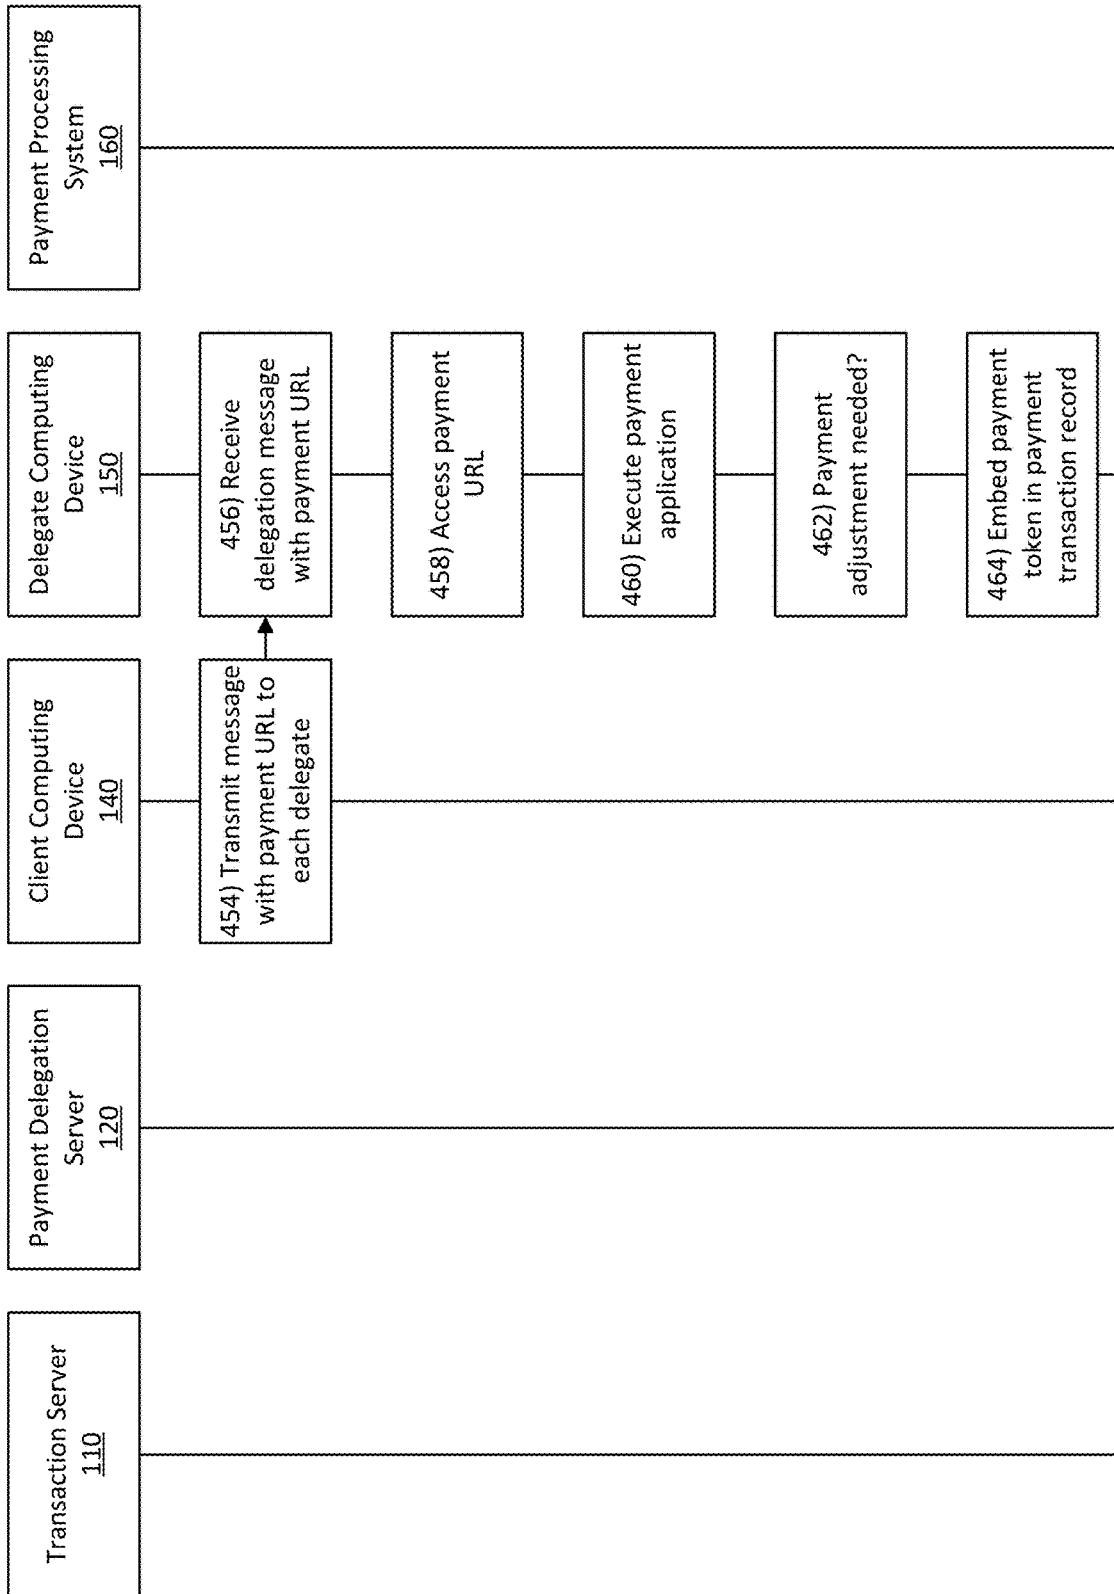 Transaction Server
110
Payment Delegation
Server
120
Client Computing
Device
140
Delegate Computing
Device
150
Payment Processing
System
160
454) Transmit message
with payment URL to
each delegate
456) Receive
delegation message
with payment URL
458) Access payment
URL
460) Execute payment
application
462) Payment
adjustment needed?
464) Embed payment
token in payment
transaction record